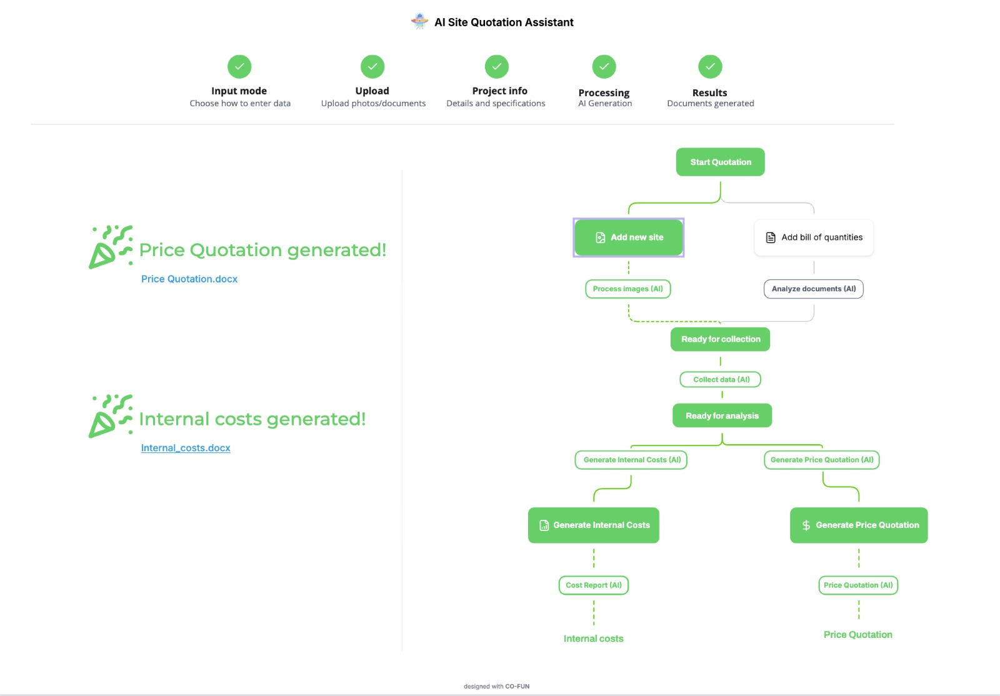 AI Site Quotation Assistant
Input mode
Choose how to enter data
Upload
Upload photos/documents
Project info
Details and specifications
Processing
AI Generation
Results
Documents generated
Price Quotation generated!
Price Quotation.docx
Internal costs generated!
Internal_costs.docx
Start Quotation
Add new site
Add bill of quantities
Process images (AI)
Analyze documents (AI)
Ready for collection
Collect data (AI)
Ready for analysis
Generate Internal Costs (AI)
Generate Price Quotation (AI)
Generate Internal Costs
Generate Price Quotation
Cost Report (AI)
Price Quotation (AI)
Internal costs
Price Quotation
designed with CO-FUN